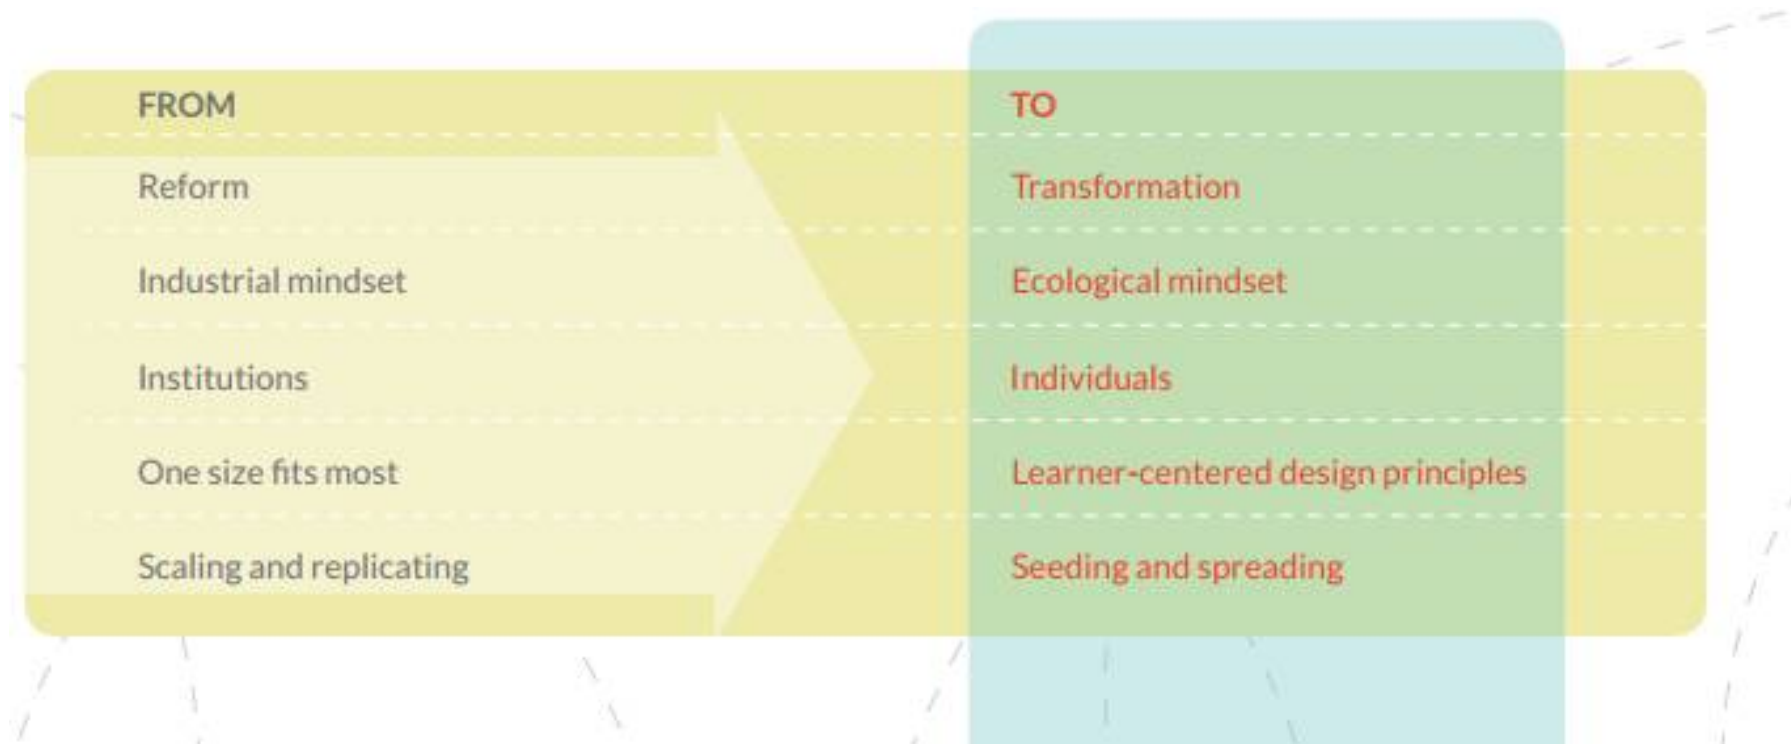 FROM TO
Reform Transformation
Industrial mindset Ecological mindset
Institutions Individuals
One size fits most Learner-centered design principles
Scaling and replicating Seeding and spreading